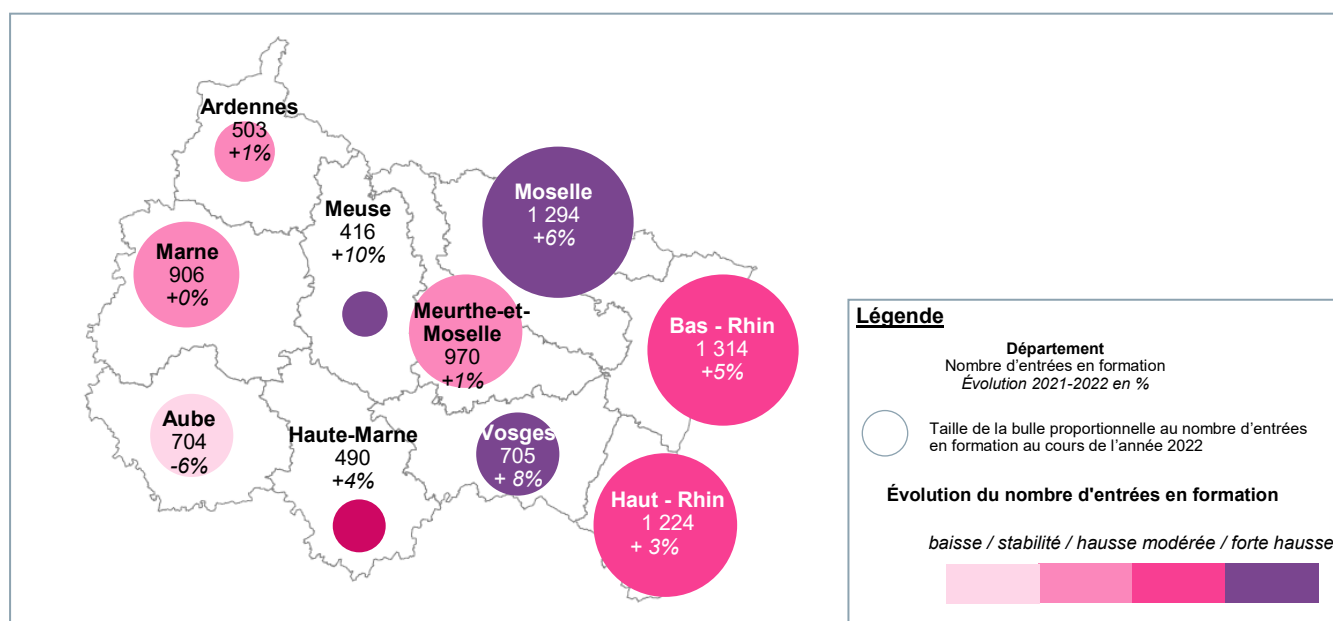 Ardennes
503
+1%
Moselle
1 294
+6%
Meuse
416
+10%
Marne
906
+0%
Meurthe-et-
Moselle
970
+1%
Bas - Rhin
1 314
+5%
Aube
704
-6%
Haute-Marne
490
+4%
Vosges
705
+ 8%
Haut - Rhin
1 224
+ 3%
Légende
Département
Nombre d'entrées en formation
Évolution 2021-2022 en %
Taille de la bulle proportionnelle au nombre d'entrées
en formation au cours de l'année 2022
Évolution du nombre d'entrées en formation
baisse / stabilité / hausse modérée / forte hausse